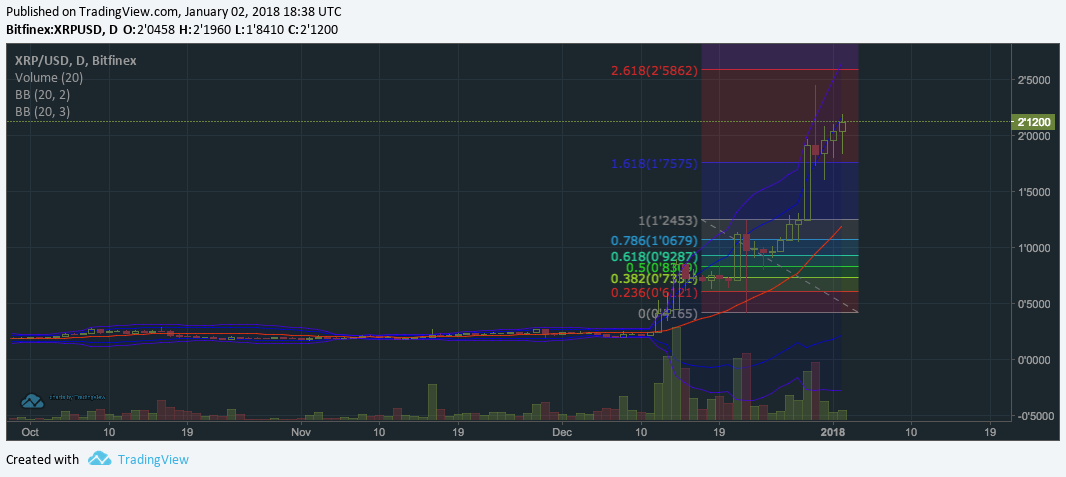 Published on TradingView.com, January 02, 2018 18:38 UTC
Bitfinex:XRPUSD, D O:2'0458 H:2'1960 L:1'8410 C:2'1200
XRP/USD, D, Bitfinex
Volume (20)
BB (20, 2)
BB (20, 3)
2.618(2'5862)
2'5000
2'1200
2'0000
1.618(1'7575)
1'5000
1(1'2453)
0.786(1'0679)
1'0000
0.618(0'9287)
0.382(0'7331)
0.236(0'6121)
0'5000
0(0'4165)
0'0000
charts by TradingView
-0'5000
Oct 10 19 Nov 10 19 Dec 10 19 2018 10 19
Created with TradingView